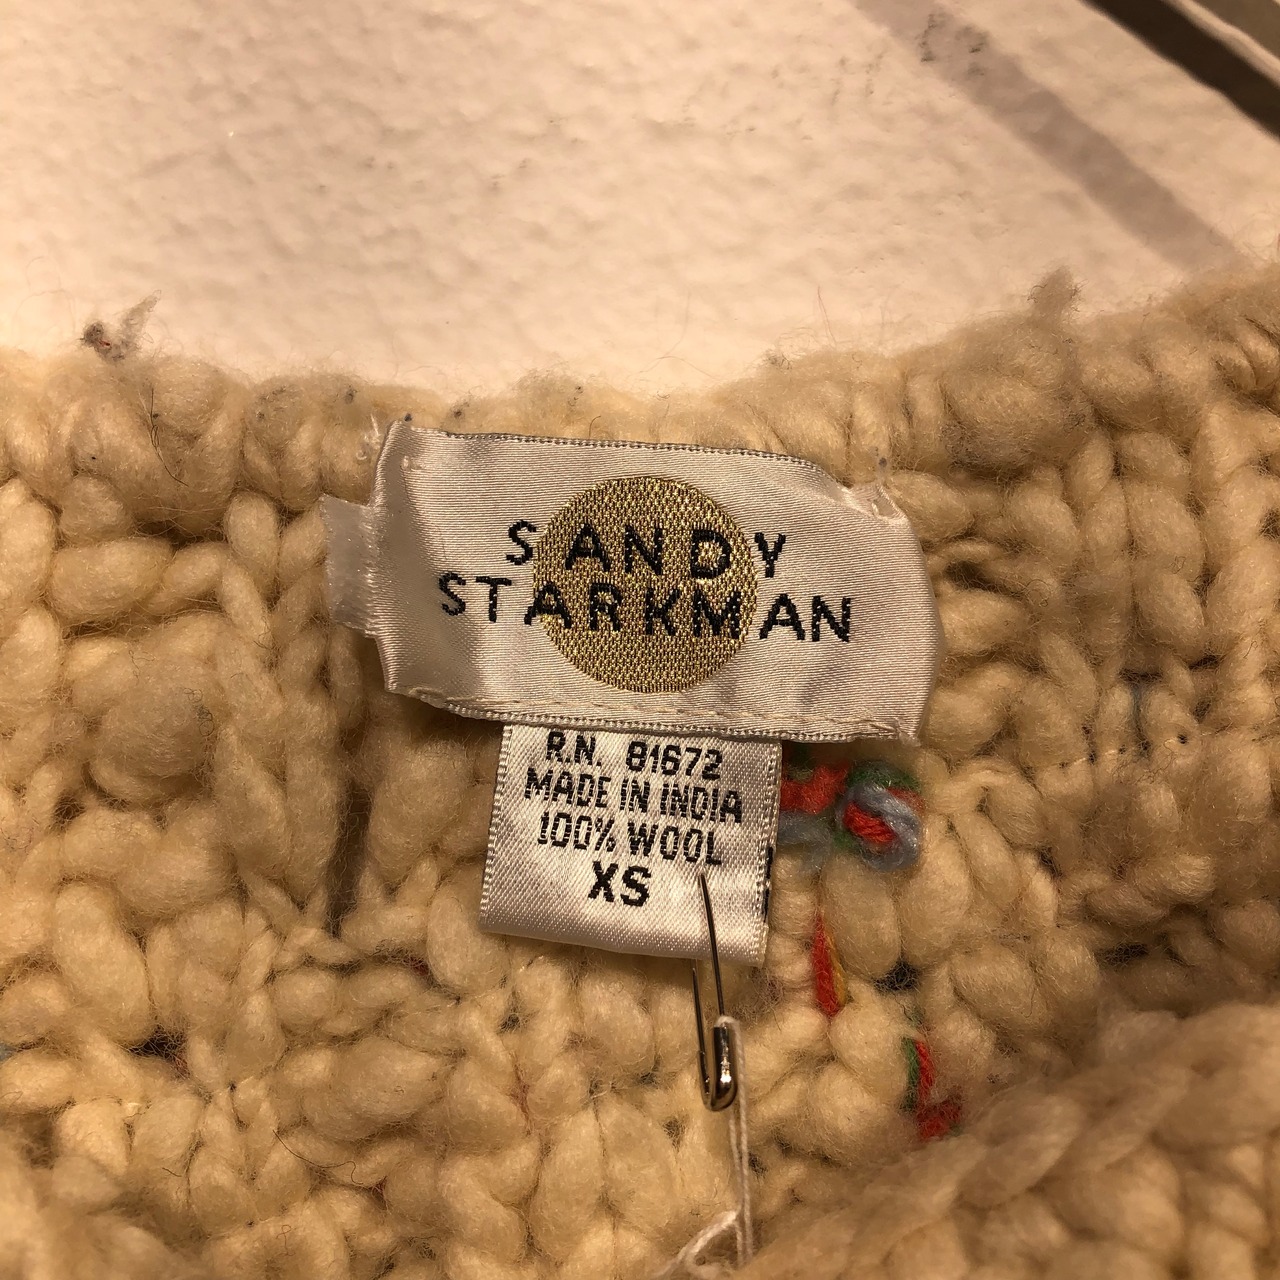 SANDY
STARKMAN
R.N. 81672
MADE IN INDIA
100% WOOL
XS